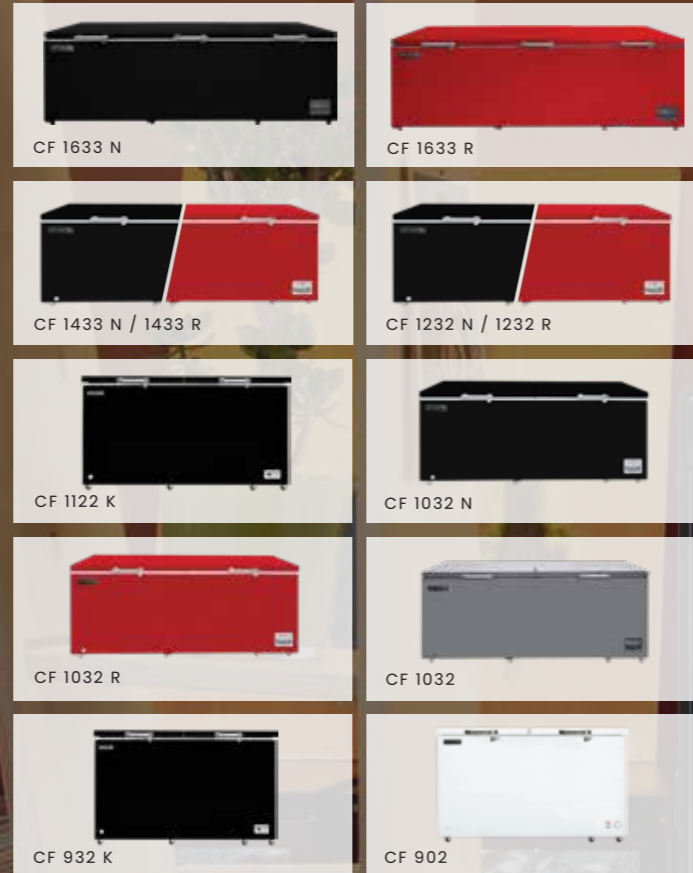 CF 1633 N
CF 1633 R
CF 1433 N / 1433 R
CF 1232 N / 1232 R
CF 1122 K
CF 1032 N
CF 1032 R
CF 1032
CF 932 K
CF 902